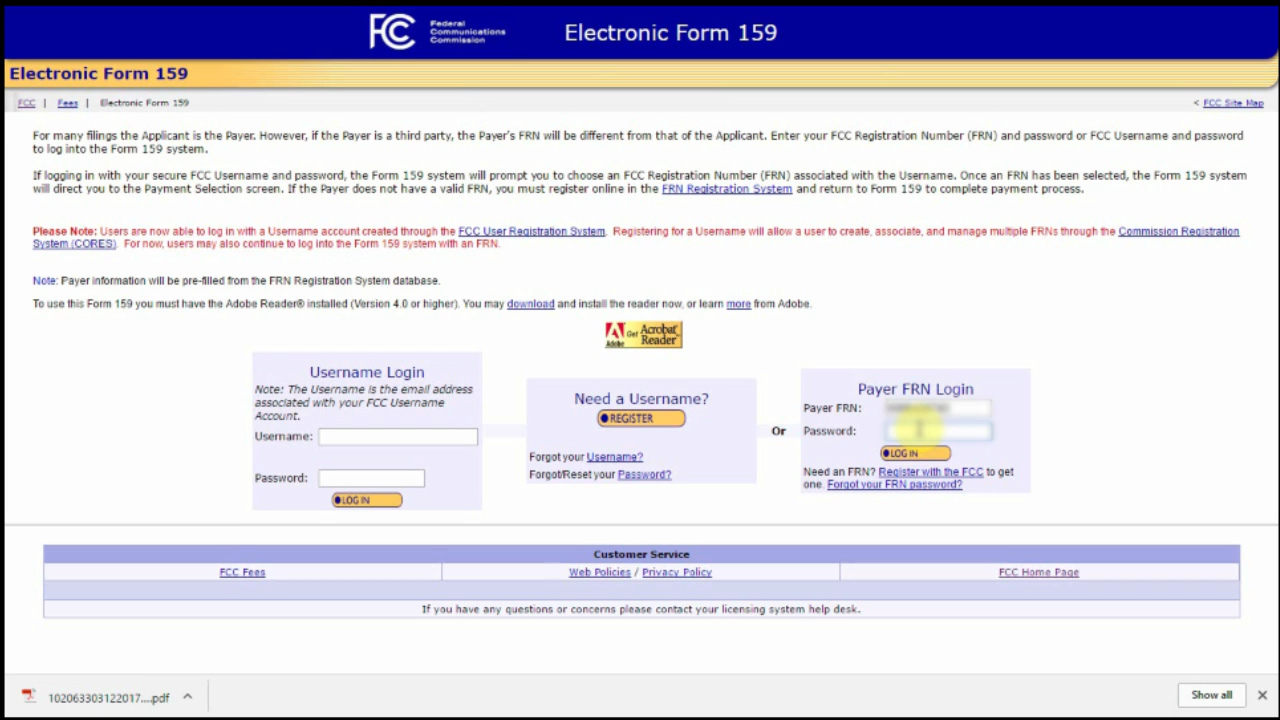 FCC Federal
Communications
Commission
Electronic Form 159
Electronic Form 159
FCC | Fees | Electronic Form 159
< FCC Site Map
For many filings the Applicant is the Payer. However, if the Payer is a third party, the Payer's FRN will be different from that of the Applicant. Enter your FCC Registration Number (FRN) and password or FCC Username and password
to log into the Form 159 system.
If logging in with your secure FCC Username and password, the Form 159 system will prompt you to choose an FCC Registration Number (FRN) associated with the Username. Once an FRN has been selected, the Form 159 system
will direct you to the Payment Selection screen. If the Payer does not have a valid FRN, you must register online in the FRN Registration System and return to Form 159 to complete payment process.
Please Note: Users are now able to log in with a Username account created through the FCC User Registration System. Registering for a Username will allow a user to create, associate, and manage multiple FRNs through the Commission Registration
System (CORES). For now, users may also continue to log into the Form 159 system with an FRN.
Note: Payer information will be pre-filled from the FRN Registration System database.
To use this Form 159 you must have the Adobe Reader® installed (Version 4.0 or higher). You may download and install the reader now, or learn more from Adobe.
Adobe Get Acrobat
Reader
Username Login
Note: The Username is the email address
associated with your FCC Username
Account.
Username:
Password:
LOG IN
Need a Username?
REGISTER
Forgot your Username?
Forgot/Reset your Password?
Or
Payer FRN Login
Payer FRN:
Password:
LOG IN
Need an FRN? Register with the FCC to get
one. Forgot your FRN password?
Customer Service
FCC Fees
Web Policies / Privacy Policy
FCC Home Page
If you have any questions or concerns please contact your licensing system help desk.
102063303122017....pdf
Show all